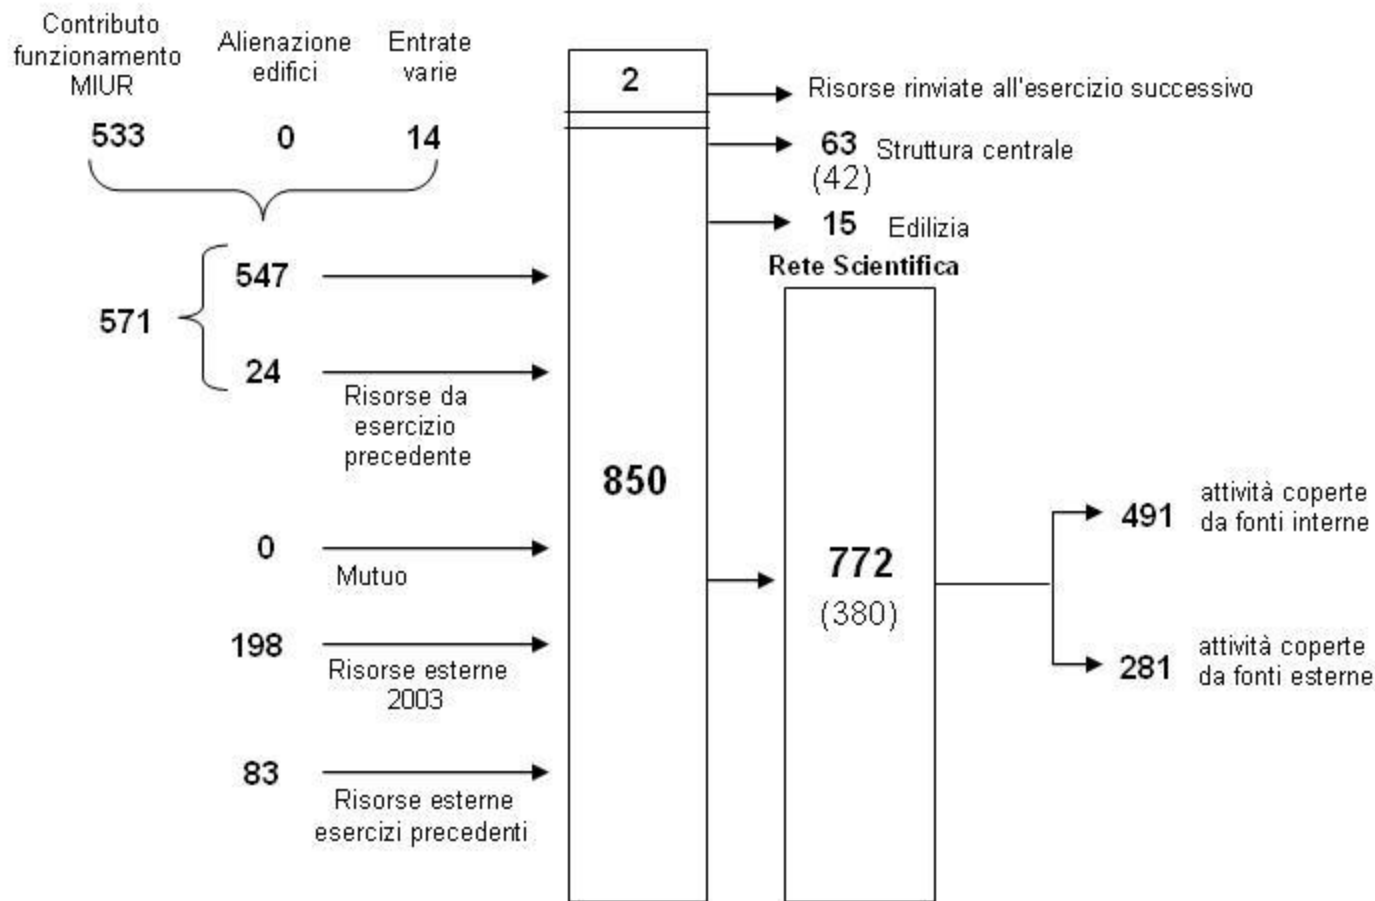 Contributo
funzionamento
MIUR
533
Alienazione
edifici
0
Entrate
varie
14
547
571
24
Risorse da
esercizio
precedente
0
Mutuo
198
Risorse esterne
2003
83
Risorse esterne
esercizi precedenti
2
850
Risorse rinviate all'esercizio successivo
63 Struttura centrale
(42)
15 Edilizia
Rete Scientifica
772
(380)
491
attività coperte
da fonti interne
281
attività coperte
da fonti esterne